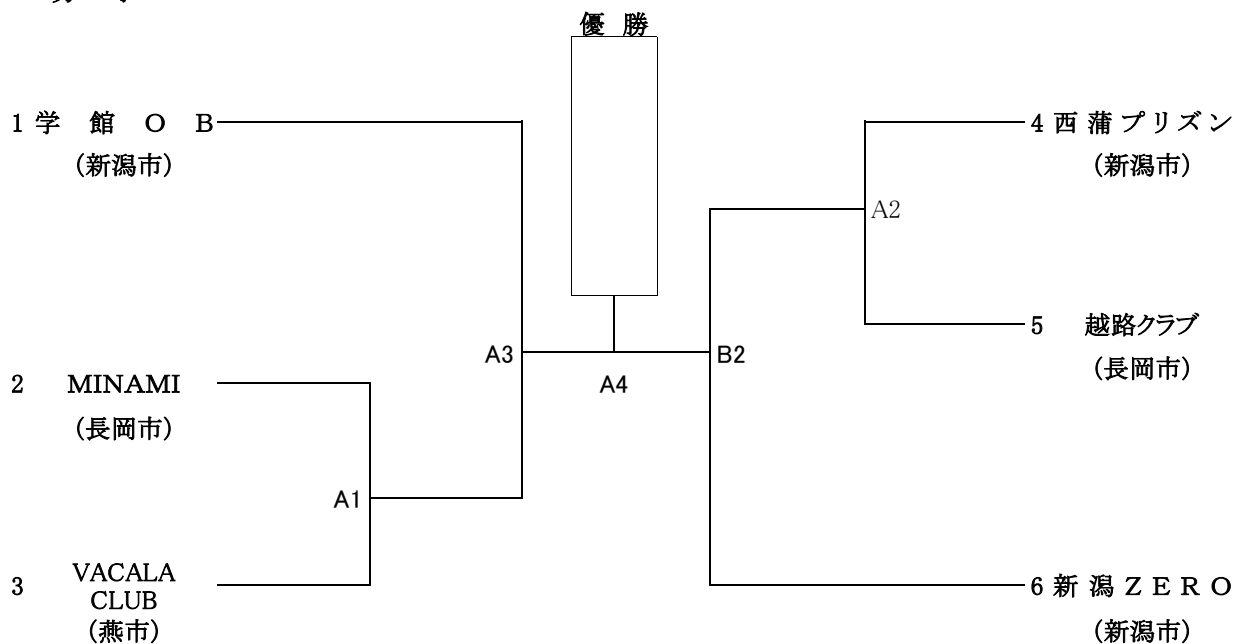 優 勝
1 学 館 O B
(新潟市)
4 西 蒲 プ リ ズ ン
(新潟市)
A2
5 越路クラブ
(長岡市)
A3
B2
A4
2 MINAMI
(長岡市)
A1
3 VACALA
CLUB
(燕市)
6 新 潟 Z E R O
(新潟市)